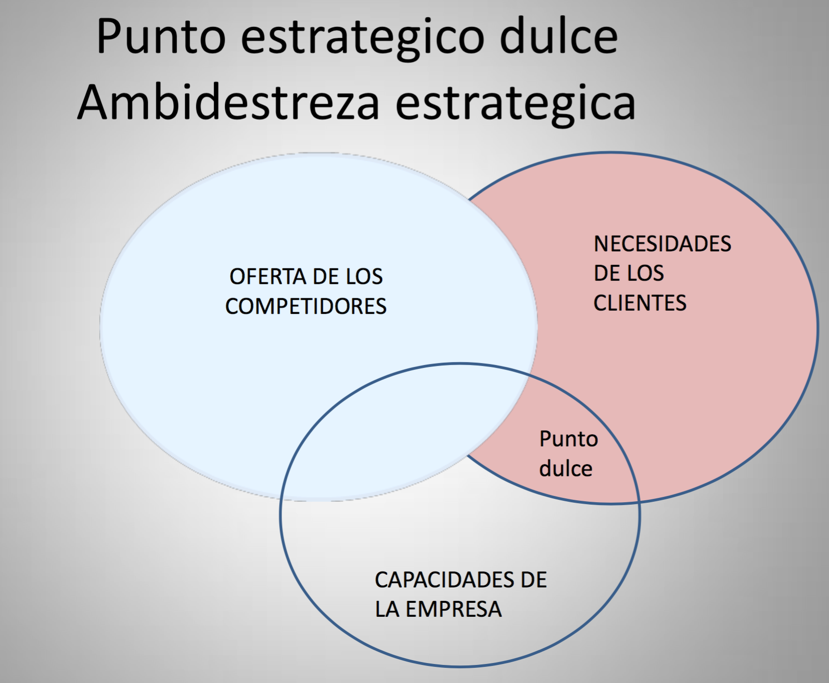 Punto estrategico dulce
Ambidestreza estrategica
OFERTA DE LOS
COMPETIDORES
NECESIDADES
DE LOS
CLIENTES
Punto
dulce
CAPACIDADES DE
LA EMPRESA